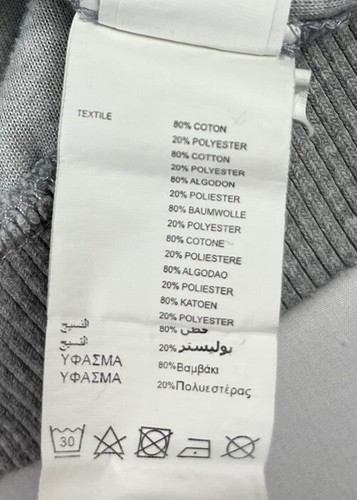 TEXTILE
80% COTON
20% POLYESTER
80% COTTON
20% POLYESTER
80% ALGODON
20% POLIESTER
80% BAUMWOLLE
20% POLYESTER
80% COTONE
20% POLIESTERE
80% ALGODAO
20% POLIESTER
80% KATOEN
20% POLYESTER
النسيج 80% قطن
النسيج 20% بوليستر
ΥΦΑΣΜΑ 80% Βαμβάκι
ΥΦΑΣΜΑ 20% Πολυεστέρας
30